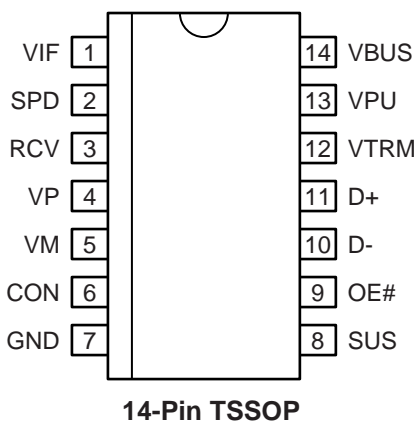 VIF 1 14 VBUS
SPD 2 13 VPU
RCV 3 12 VTRM
VP 4 11 D+
VM 5 10 D-
CON 6 9 OE#
GND 7 8 SUS
14-Pin TSSOP